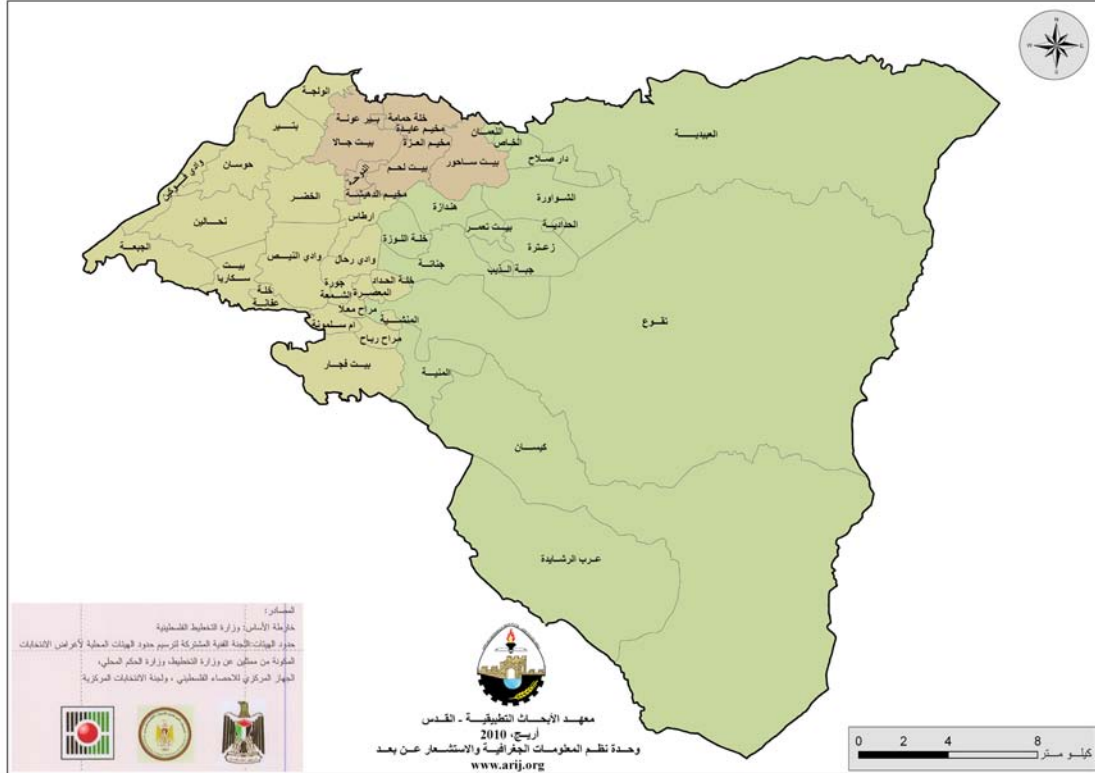 N
E
S
الولجة
بتير
حوسان
وادي فوكين
نحالين
الجبعة
الخضر
بير عونة
بيت جالا
الدوحة
خلة حمامة
مخيم عايدة
مخيم العزة
بيت لحم
مخيم الدهيشة
بيت ساحور
النعمان
الخاص
دار صلاح
العبيدية
الشواورة
هندازة
الحدادية
بيت تعمر
زعترة
ارطاس
خلة اللوزة
جناتة
جبة الذيب
وادي النيص
وادي رحال
بيت
سكاريا
خلة
عفانة
جورة
الشمعة
خلة الحداد
المعصرة
مراح معلا
ام سلمونة
المنشية
مراح رباح
بيت فجار
المنية
تقوع
كيسان
عرب الرشايدة
المصادر:
خارطة الأساس: وزارة التخطيط الفلسطينية
حدود الهيئات: اللجنة الفنية المشتركة لترسيم حدود الهيئات المحلية لأغراض الانتخابات
المكونة من ممثلين عن وزارة التخطيط، وزارة الحكم المحلي،
الجهاز المركزي للاحصاء الفلسطيني ، ولجنة الانتخابات المركزية
معهد الأبحاث التطبيقية - القدس
أريج، 2010
وحدة نظم المعلومات الجغرافية والاستشعار عن بعد
www.arij.org
0 2 4 8
كيلو متر